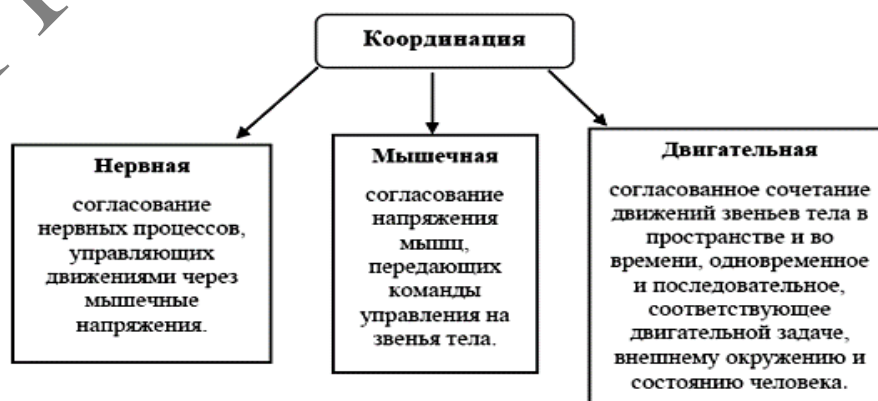 Координация
Нервная
согласование
нервных процессов,
управляющих
движениями через
мышечные
напряжения.
Мышечная
согласование
напряжения
мышц,
передающих
команды
управления на
звенья тела.
Двигательная
согласованное сочетание
движений звеньев тела в
пространстве и во
времени, одновременное
и последовательное,
соответствующее
двигательной задаче,
внешнему окружению и
состоянию человека.